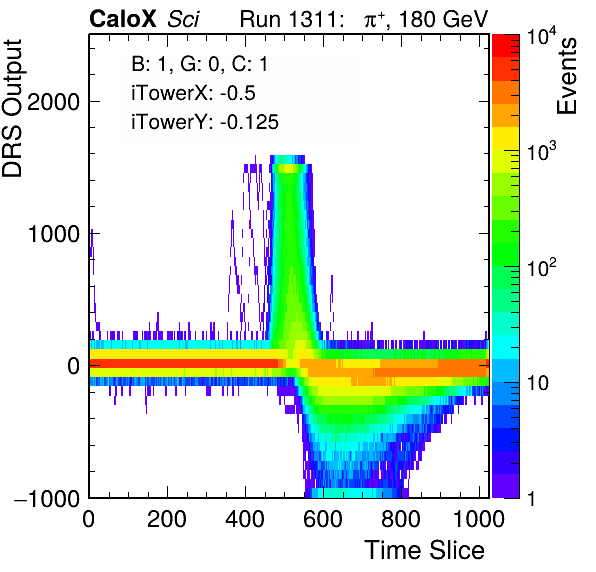 CaloX Sci Run 1311: π⁺, 180 GeV
B: 1, G: 0, C: 1
iTowerX: -0.5
iTowerY: -0.125
DRS Output
2000
1000
0
−1000
0 200 400 600 800 1000
Time Slice
Events
10⁴
10³
10²
10
1